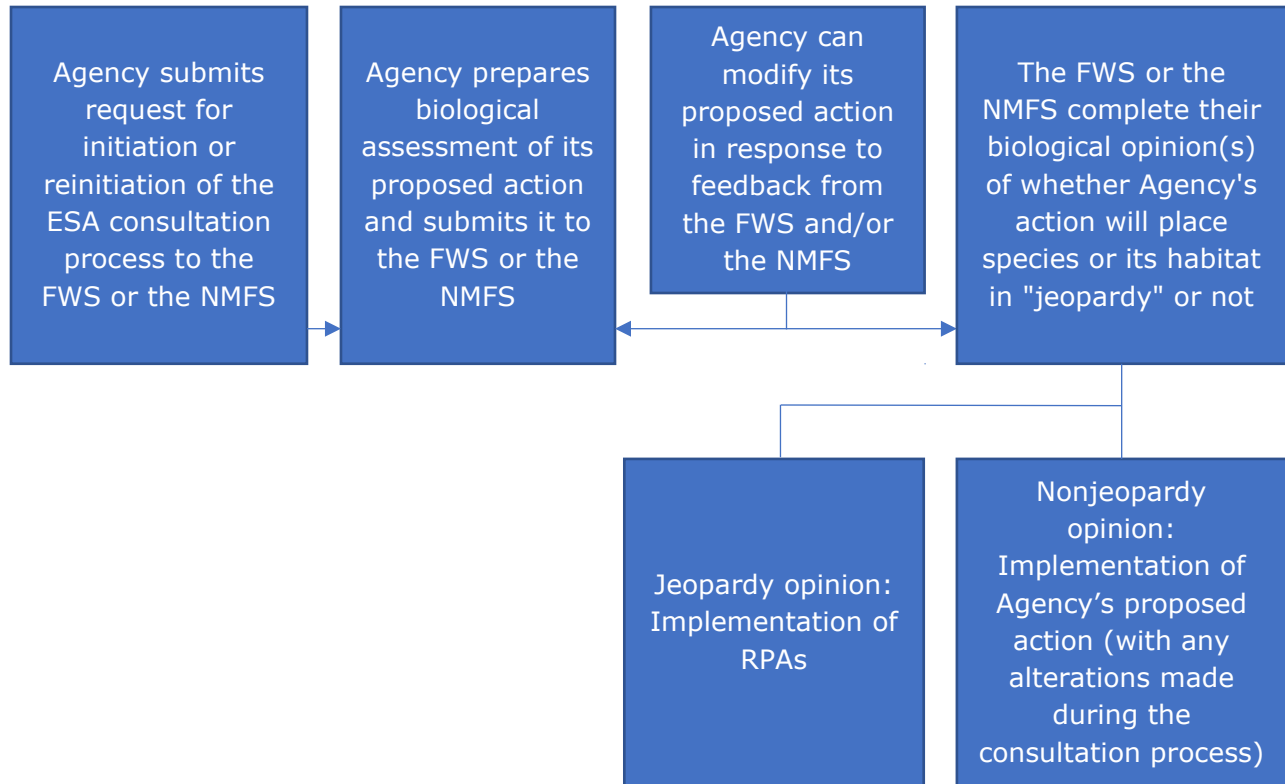 Agency submits
request for
initiation or
reinitiation of the
ESA consultation
process to the
FWS or the NMFS
Agency prepares
biological
assessment of its
proposed action
and submits it to
the FWS or the
NMFS
Agency can
modify its
proposed action
in response to
feedback from
the FWS and/or
the NMFS
The FWS or the
NMFS complete their
biological opinion(s)
of whether Agency's
action will place
species or its habitat
in "jeopardy" or not
Jeopardy opinion:
Implementation of
RPAs
Nonjeopardy
opinion:
Implementation of
Agency’s proposed
action (with any
alterations made
during the
consultation process)